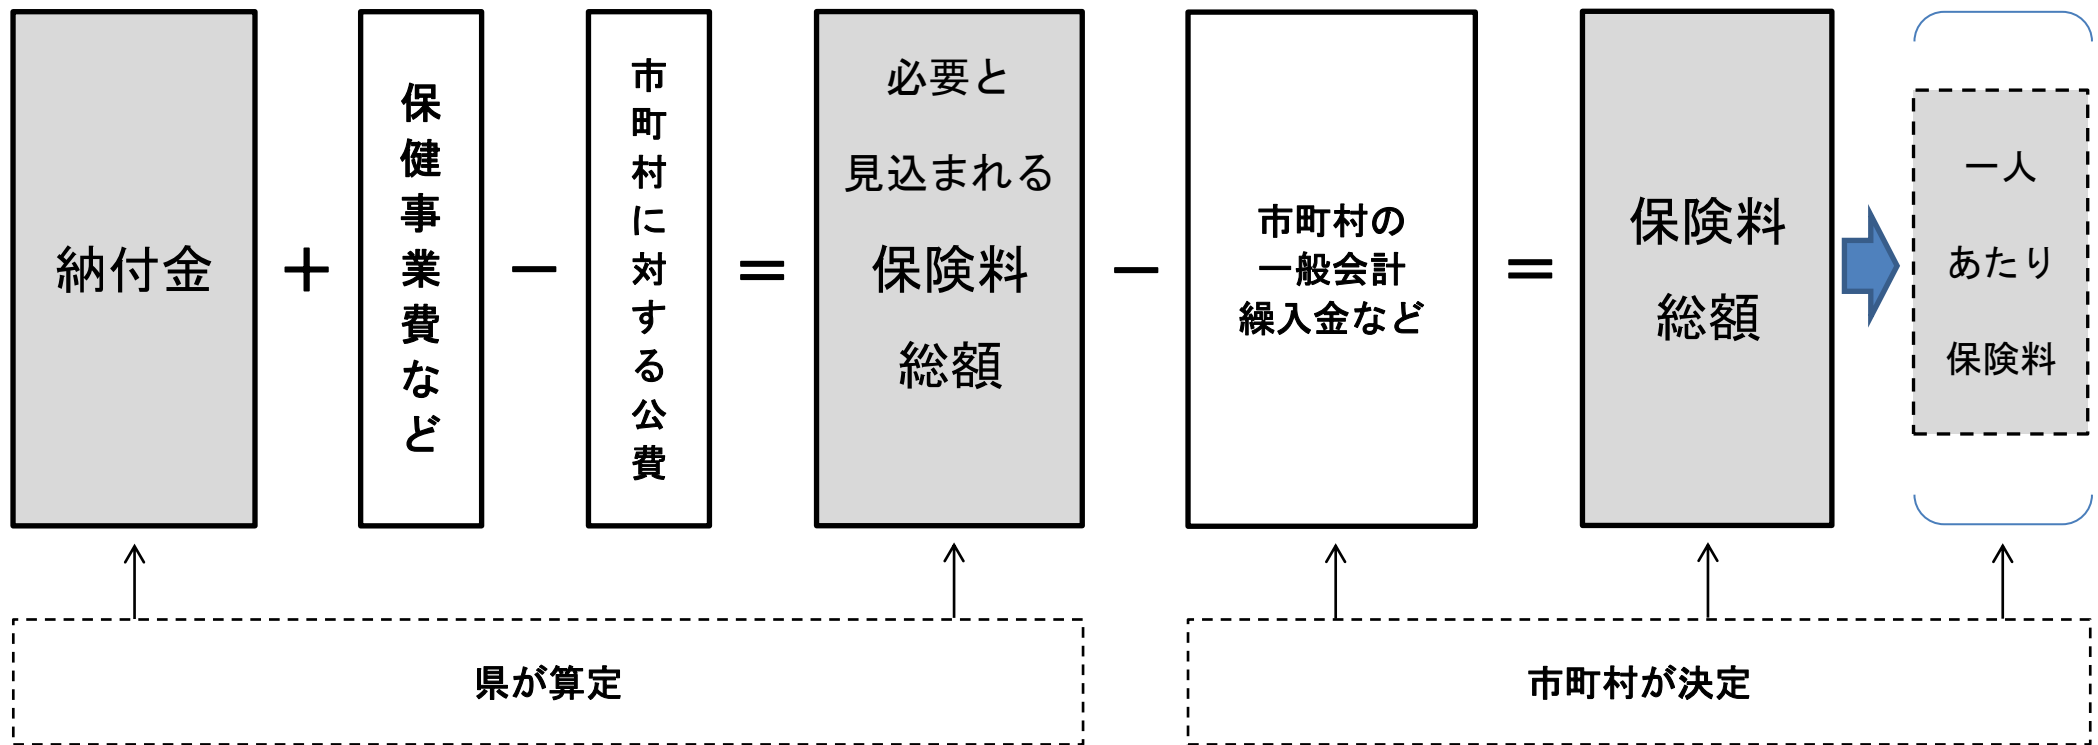 納付金
＋
保健事業費など
－
市町村に対する公費
＝
必要と
見込まれる
保険料
総額
－
市町村の
一般会計
繰入金など
＝
保険料
総額
一人
あたり
保険料
県が算定
市町村が決定